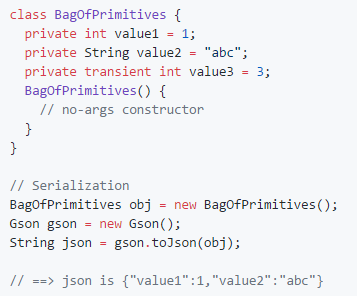 class BagOfPrimitives {
  private int value1 = 1;
  private String value2 = "abc";
  private transient int value3 = 3;
  BagOfPrimitives() {
    // no-args constructor
  }
}

// Serialization
BagOfPrimitives obj = new BagOfPrimitives();
Gson gson = new Gson();
String json = gson.toJson(obj);

// ==> json is {"value1":1,"value2":"abc"}